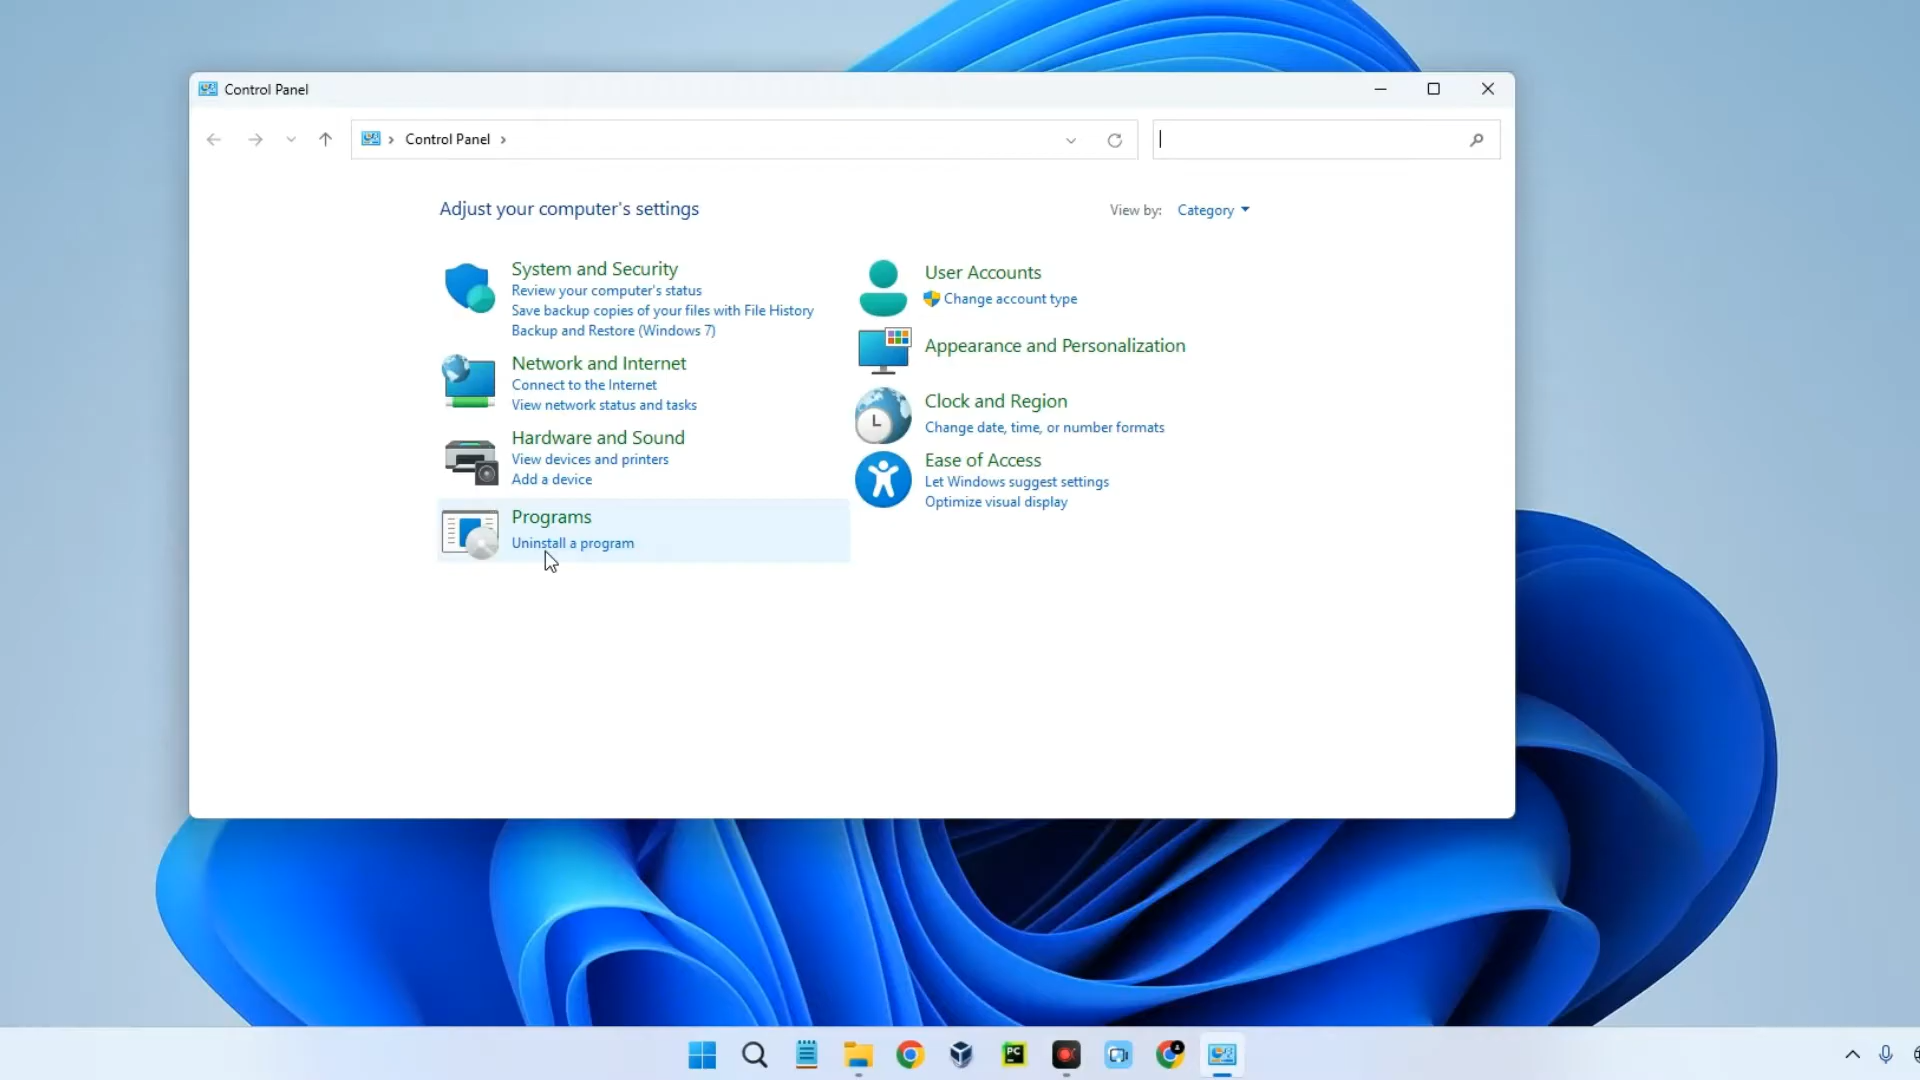 Control Panel
Control Panel
Adjust your computer's settings
View by: Category
System and Security
Review your computer's status
Save backup copies of your files with File History
Backup and Restore (Windows 7)
Network and Internet
Connect to the Internet
View network status and tasks
Hardware and Sound
View devices and printers
Add a device
Programs
Uninstall a program
User Accounts
Change account type
Appearance and Personalization
Clock and Region
Change date, time, or number formats
Ease of Access
Let Windows suggest settings
Optimize visual display
PC